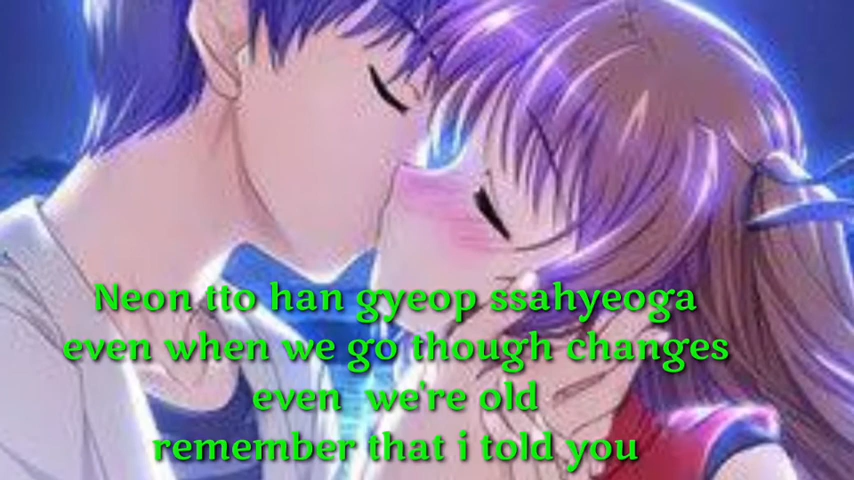 Neon tto han gyeop ssahyeoga
even when we go though changes
even we're old
remember that i told you